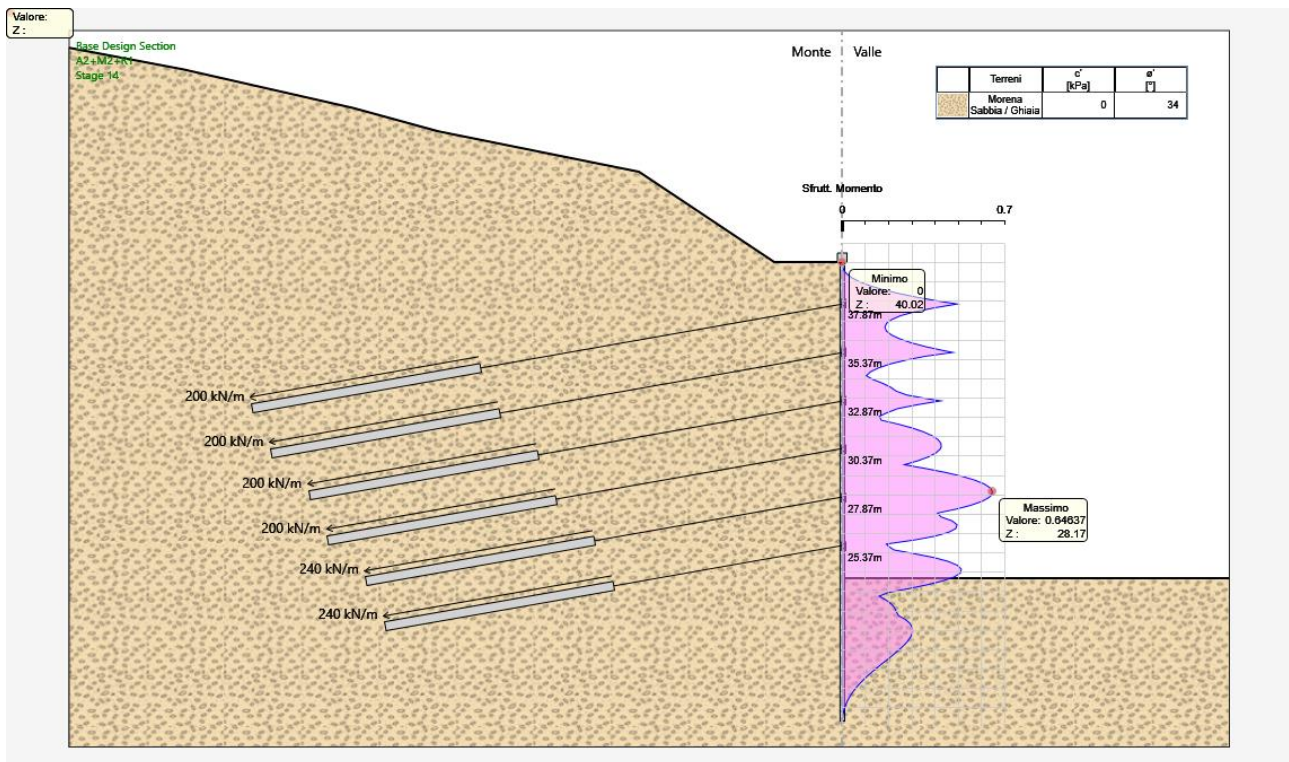 Valore:
Z :
Base Design Section
A2+M2+R1
Stage 14
Monte Valle
Terreni c' ø'
[kPa] [°]
Morena
Sabbia / Ghiaia 0 34
Sfrutt. Momento
0 0.7
Minimo
Valore: 0
Z : 40.02
37.87m
35.37m
200 kN/m
32.87m
200 kN/m
30.37m
200 kN/m
27.87m
Massimo
Valore: 0.64637
Z : 28.17
200 kN/m
25.37m
240 kN/m
240 kN/m